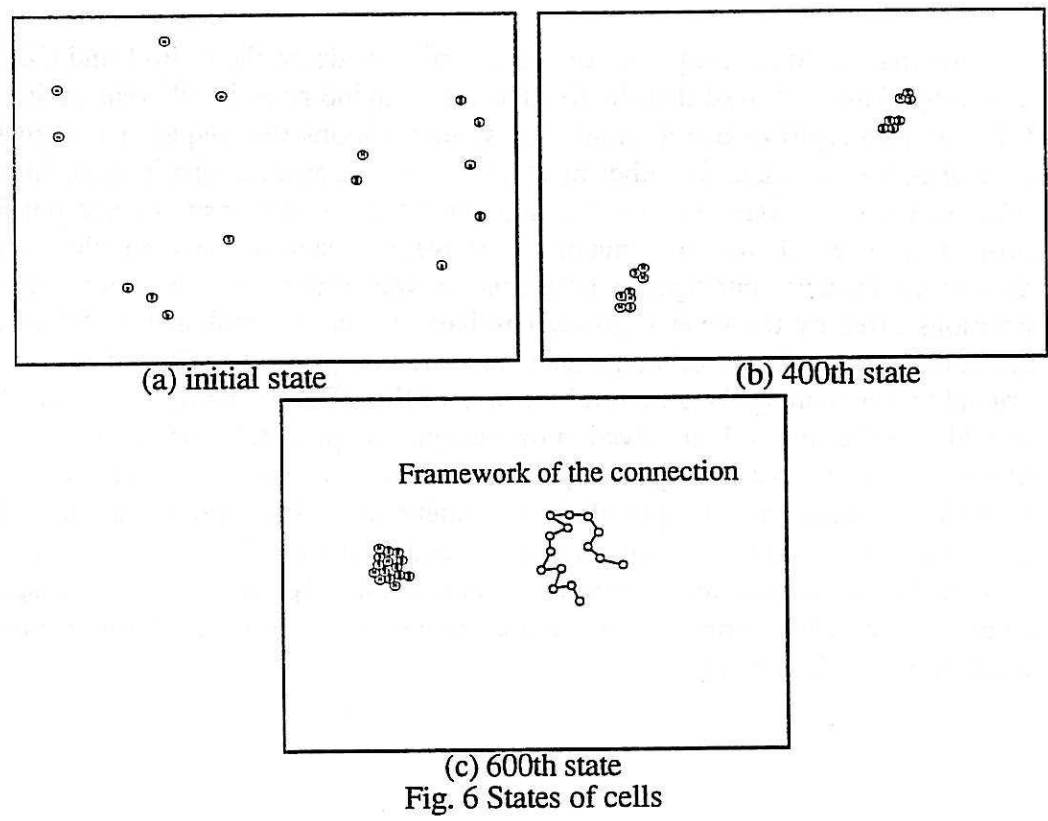 (a) initial state
(b) 400th state
Framework of the connection
(c) 600th state
Fig. 6 States of cells